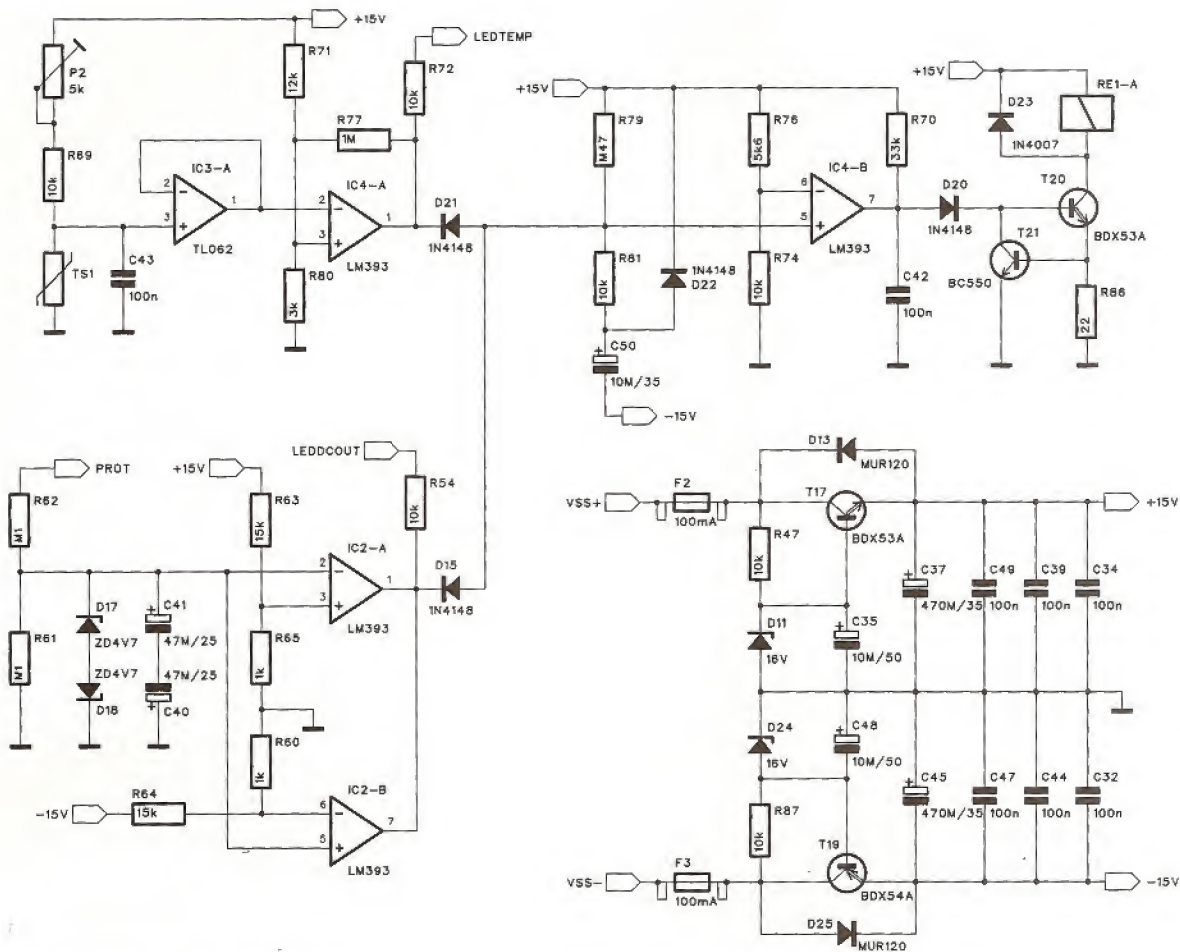 +15V
P2
5k
R69
10k
TS1
C43
100n
IC3-A
2
3
1
TL062
R71
12k
R77
1M
R80
3k
IC4-A
2
3
1
LM393
LEDTEMP
R72
10k
D21
1N4148
+15V
R79
M47
R81
10k
1N4148
D22
C50
10M/35
-15V
R76
5k6
R74
10k
IC4-B
6
5
7
LM393
R70
33k
C42
100n
D20
1N4148
+15V
D23
1N4007
RE1-A
T20
BDX53A
T21
BC550
R86
22
PROT
R62
M1
R61
M1
D17
ZD4V7
ZD4V7
D18
C41
47M/25
47M/25
C40
+15V
R63
15k
R65
1k
R60
1k
-15V
R64
15k
LEDDCOUT
R54
10k
IC2-A
2
3
1
LM393
D15
1N4148
IC2-B
6
5
7
LM393
VSS+
F2
100mA
D13
MUR120
T17
BDX53A
R47
10k
D11
16V
C35
10M/50
C37
470M/35
C49
100n
C39
100n
C34
100n
+15V
D24
16V
C48
10M/50
R87
10k
C45
470M/35
C47
100n
C44
100n
C32
100n
VSS-
F3
100mA
T19
BDX54A
D25
MUR120
-15V